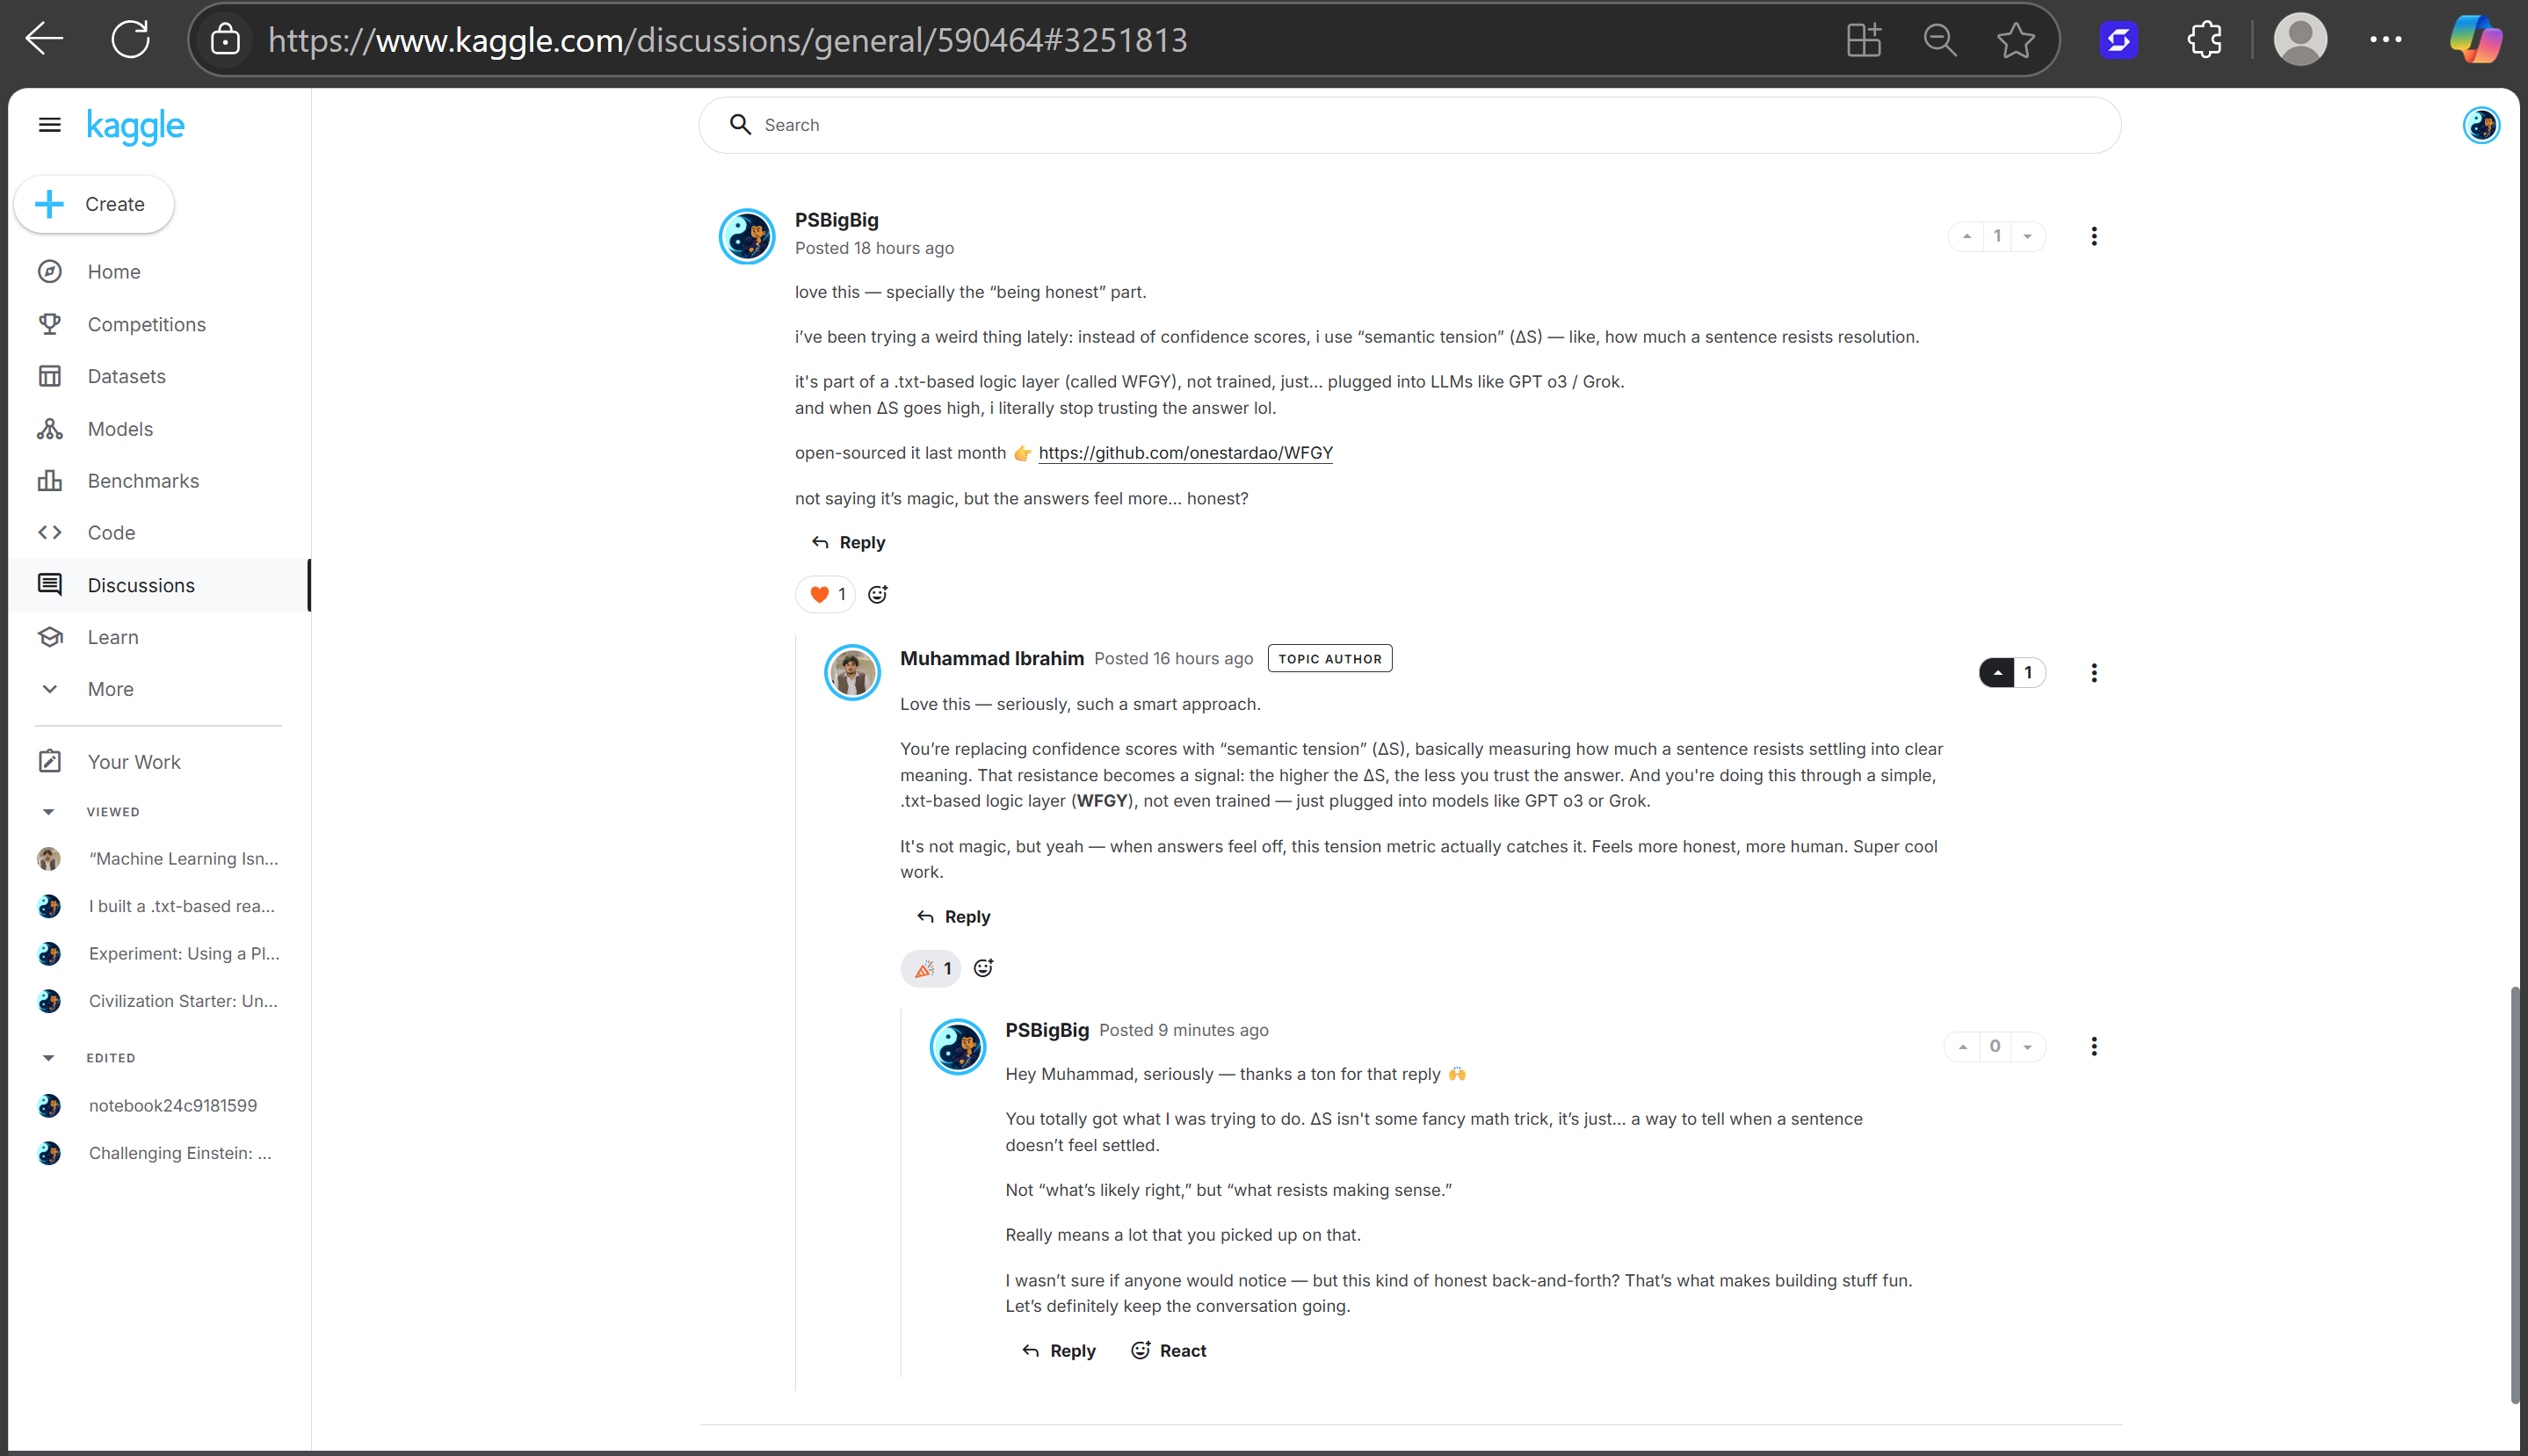 https://www.kaggle.com/discussions/general/590464#3251813
kaggle
Search
Create
Home
Competitions
Datasets
Models
Benchmarks
Code
Discussions
Learn
More
Your Work
VIEWED
“Machine Learning Isn...
I built a .txt-based rea...
Experiment: Using a Pl...
Civilization Starter: Un...
EDITED
notebook24c9181599
Challenging Einstein: ...
PSBigBig
Posted 18 hours ago
1
love this — specially the “being honest” part.
i’ve been trying a weird thing lately: instead of confidence scores, i use “semantic tension” (ΔS) — like, how much a sentence resists resolution.
it's part of a .txt-based logic layer (called WFGY), not trained, just... plugged into LLMs like GPT o3 / Grok.
and when ΔS goes high, i literally stop trusting the answer lol.
open-sourced it last month 👉 https://github.com/onestardao/WFGY
not saying it’s magic, but the answers feel more... honest?
Reply
1
Muhammad Ibrahim Posted 16 hours ago TOPIC AUTHOR
1
Love this — seriously, such a smart approach.
You’re replacing confidence scores with “semantic tension” (ΔS), basically measuring how much a sentence resists settling into clear
meaning. That resistance becomes a signal: the higher the ΔS, the less you trust the answer. And you're doing this through a simple,
.txt-based logic layer (WFGY), not even trained — just plugged into models like GPT o3 or Grok.
It's not magic, but yeah — when answers feel off, this tension metric actually catches it. Feels more honest, more human. Super cool
work.
Reply
1
PSBigBig Posted 9 minutes ago
0
Hey Muhammad, seriously — thanks a ton for that reply 🙌
You totally got what I was trying to do. ΔS isn't some fancy math trick, it’s just... a way to tell when a sentence
doesn’t feel settled.
Not “what’s likely right,” but “what resists making sense.”
Really means a lot that you picked up on that.
I wasn’t sure if anyone would notice — but this kind of honest back-and-forth? That’s what makes building stuff fun.
Let’s definitely keep the conversation going.
Reply React